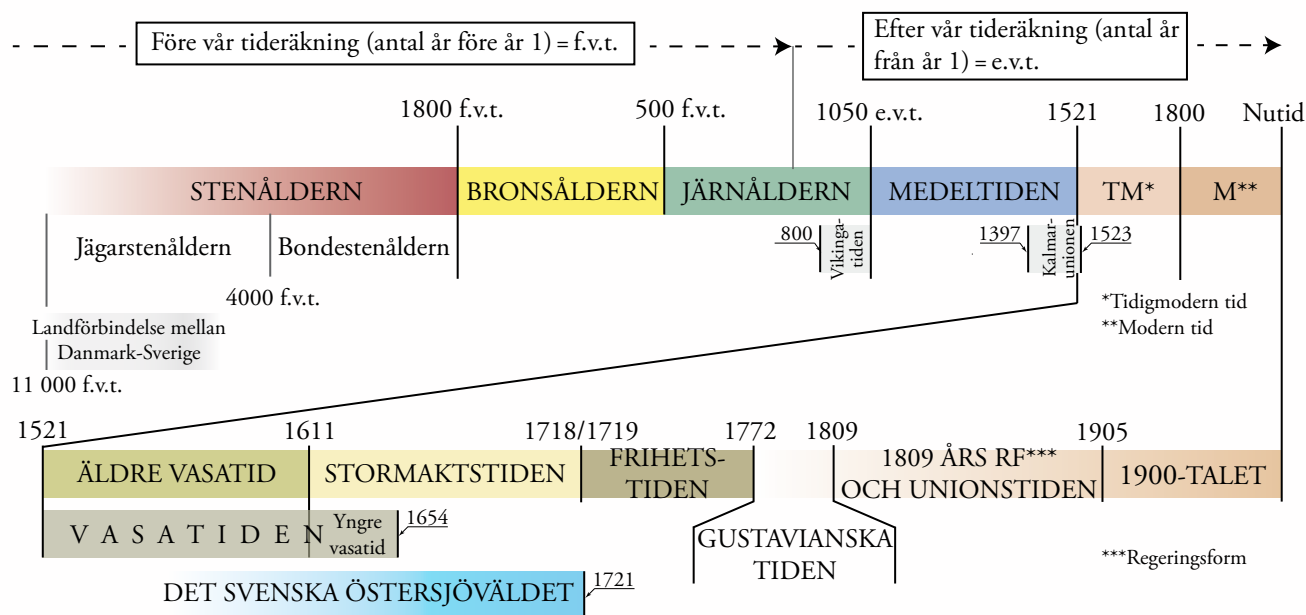 Före vår tideräkning (antal år före år 1) = f.v.t.
Efter vår tideräkning (antal år
från år 1) = e.v.t.
1800 f.v.t.
500 f.v.t.
1050 e.v.t.
1521
1800
Nutid
STENÅLDERN
BRONSÅLDERN
JÄRNÅLDERN
MEDELTIDEN
TM*
M**
Jägarstenåldern
Bondestenåldern
800
Vikinga-
tiden
1397
Kalmar-
unionen
1523
4000 f.v.t.
*Tidigmodern tid
**Modern tid
Landförbindelse mellan
Danmark-Sverige
11 000 f.v.t.
1521
1611
1718/1719
1772
1809
1905
ÄLDRE VASATID
STORMAKTSTIDEN
FRIHETS-
TIDEN
1809 ÅRS RF***
OCH UNIONSTIDEN
1900-TALET
V A S A T I D E N
Yngre
vasatid
1654
GUSTAVIANSKA
TIDEN
***Regeringsform
DET SVENSKA ÖSTERSJÖVÄLDET
1721